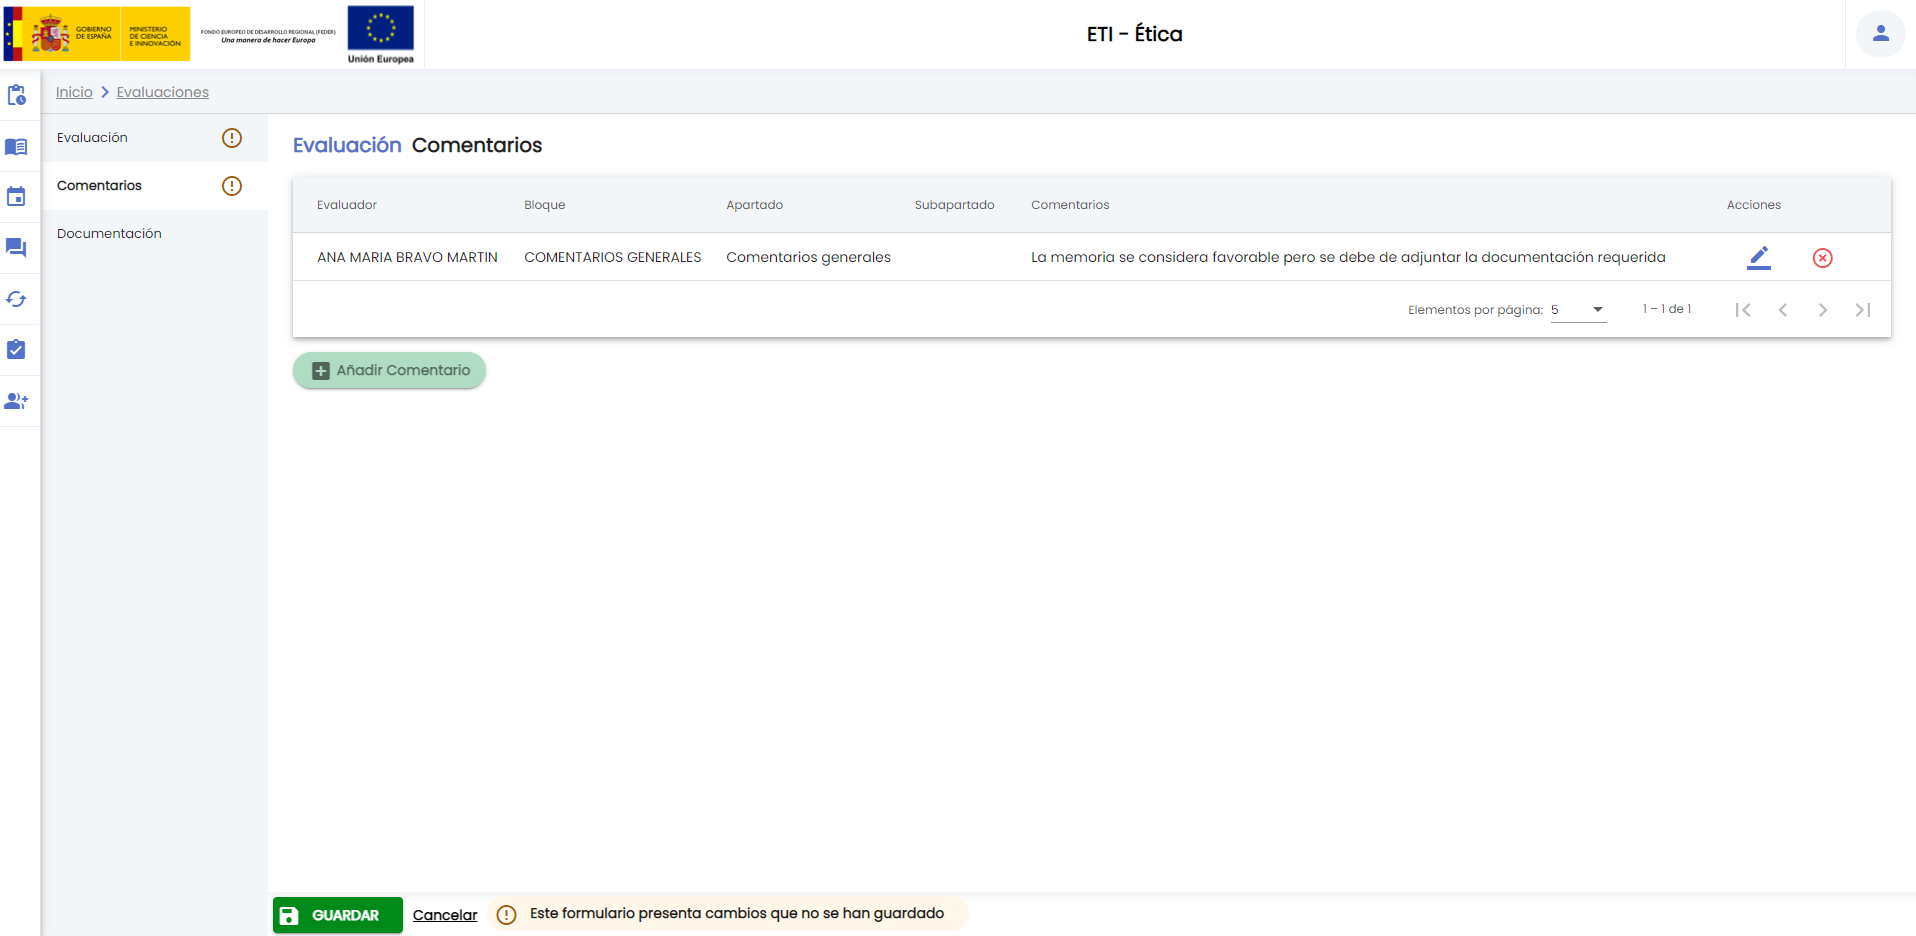 GOBIERNO
DE ESPAÑA
MINISTERIO
DE CIENCIA
E INNOVACIÓN
FONDO EUROPEO DE DESARROLLO REGIONAL (FEDER)
Una manera de hacer Europa
Unión Europea
ETI - Ética
Inicio Evaluaciones
Evaluación
Comentarios
Documentación
Evaluación Comentarios
Evaluador Bloque Apartado Subapartado Comentarios Acciones
ANA MARIA BRAVO MARTIN COMENTARIOS GENERALES Comentarios generales La memoria se considera favorable pero se debe de adjuntar la documentación requerida
Elementos por página: 5 1 – 1 de 1
Añadir Comentario
GUARDAR Cancelar Este formulario presenta cambios que no se han guardado